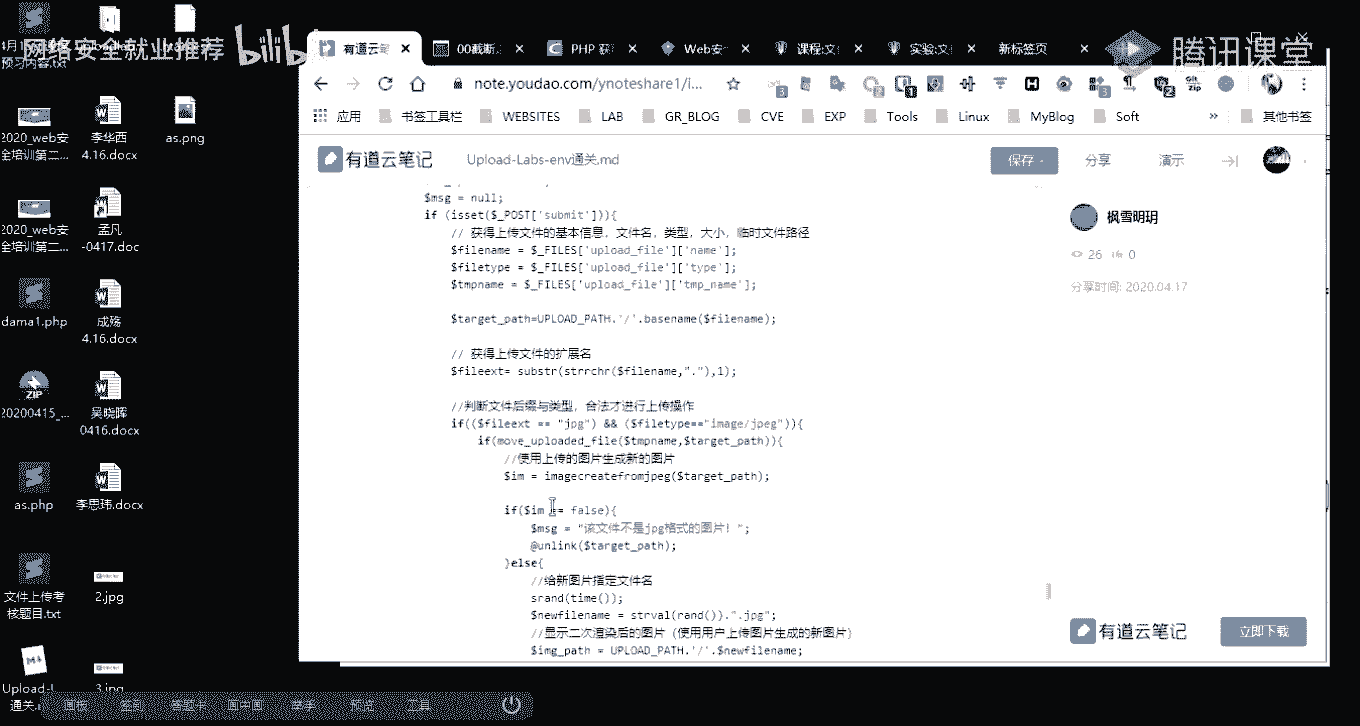 网络安全就业推荐
bilib
腾讯课堂
预习内容.txt
2020_web安
全培训第二...
李华西
4.16.docx
as.png
2020_web安
全培训第二...
孟凡
-0417.doc
dama1.php
成殇
4.16.docx
20200415_...
吴晓晖
0416.docx
as.php
李思玮.docx
文件上传考
核题目.txt
2.jpg
Upload-L
通关.
3.jpg
有道云笔
00截断.
PHP 获
Web安
课程:文
实验:文
新标签页
note.youdao.com/ynoteshare1/i...
应用
书签工具栏
WEBSITES
LAB
GR_BLOG
CVE
EXP
Tools
Linux
MyBlog
Soft
其他书签
有道云笔记
Upload-Labs-env通关.md
保存
分享
演示
$msg = null;
if (isset($_POST['submit'])){
// 获得上传文件的基本信息，文件名，类型，大小，临时文件路径
$filename = $_FILES['upload_file']['name'];
$filetype = $_FILES['upload_file']['type'];
$tmpname = $_FILES['upload_file']['tmp_name'];
$target_path=UPLOAD_PATH.'/'.basename($filename);
// 获得上传文件的扩展名
$fileext= substr(strrchr($filename,"."),1);
//判断文件后缀与类型，合法才进行上传操作
if(($fileext == "jpg") && ($filetype=="image/jpeg")){
if(move_uploaded_file($tmpname,$target_path)){
//使用上传的图片生成新的图片
$im = imagecreatefromjpeg($target_path);
if($im == false){
$msg = "该文件不是jpg格式的图片！";
@unlink($target_path);
}else{
//给新图片指定文件名
srand(time());
$newfilename = strval(rand()).".jpg";
//显示二次渲染后的图片（使用用户上传图片生成的新图片）
$img_path = UPLOAD_PATH.'/'.$newfilename;
枫雪明玥
26
0
分享时间: 2020.04.17
有道云笔记
立即下载
画板
签到
答题卡
画中画
举手
预览
工具